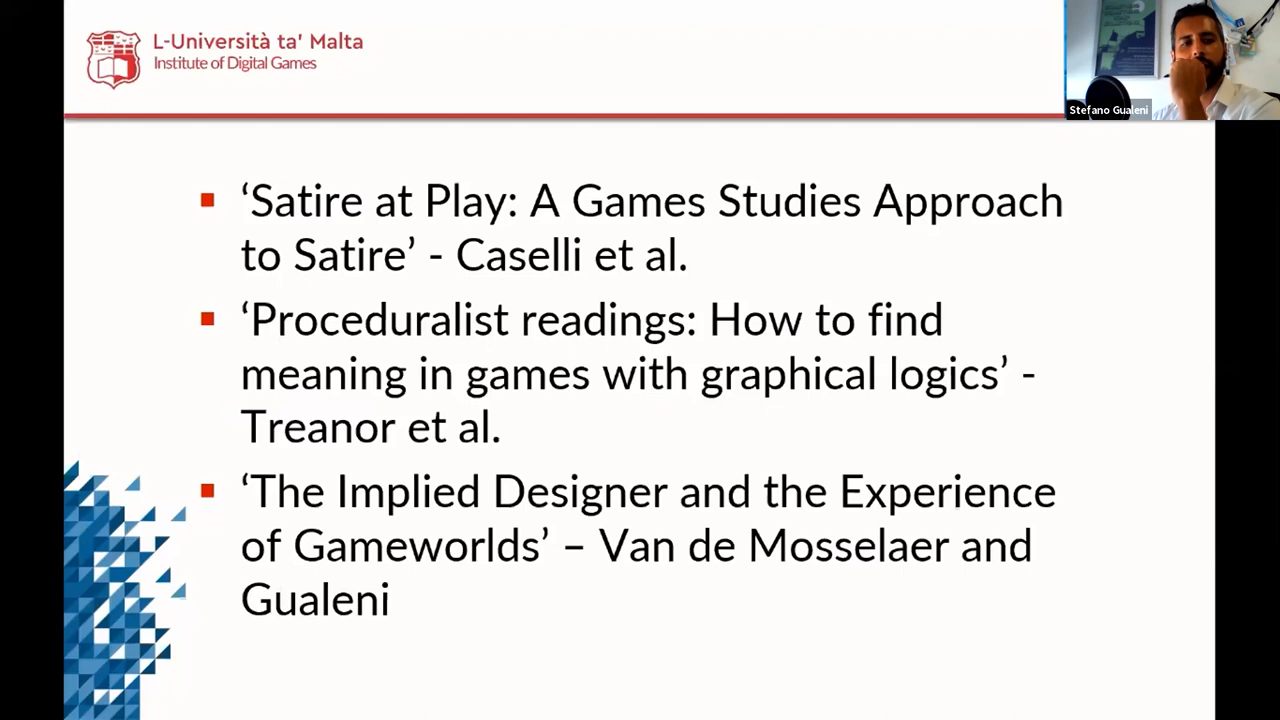 L-Università ta' Malta
Institute of Digital Games
Stefano Gualeni
‘Satire at Play: A Games Studies Approach
to Satire’ - Caselli et al.
‘Proceduralist readings: How to find
meaning in games with graphical logics’ -
Treanor et al.
‘The Implied Designer and the Experience
of Gameworlds’ – Van de Mosselaer and
Gualeni